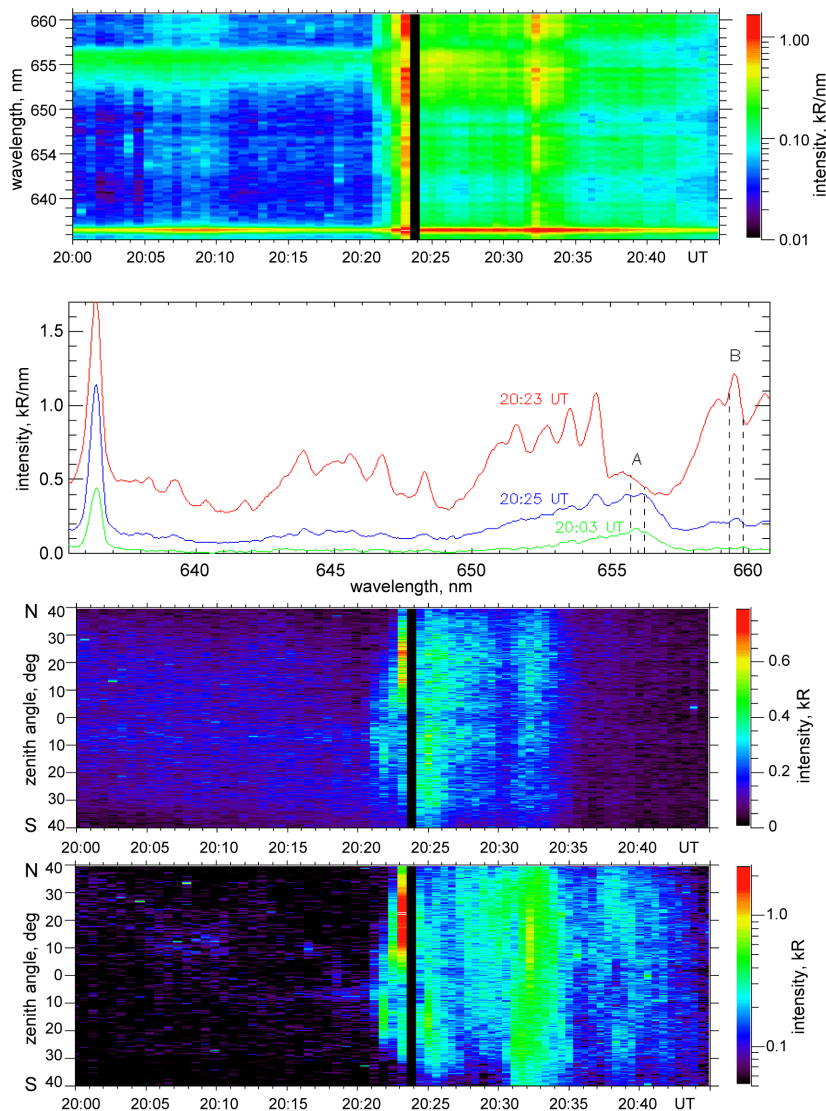 660
655
650
654
640
wavelength, nm
20:00 20:05 20:10 20:15 20:20 20:25 20:30 20:35 20:40 UT
1.00
0.10
0.01
intensity, kR/nm
1.5
1.0
0.5
0.0
intensity, kR/nm
20:23 UT
20:25 UT
20:03 UT
A
B
640 645 650 655 660
wavelength, nm
N
40
30
20
10
0
10
20
30
40
S
zenith angle, deg
20:00 20:05 20:10 20:15 20:20 20:25 20:30 20:35 20:40 UT
0.6
0.4
0.2
0
intensity, kR
N
40
30
20
10
0
10
20
30
40
S
zenith angle, deg
20:00 20:05 20:10 20:15 20:20 20:25 20:30 20:35 20:40 UT
1.0
0.1
intensity, kR